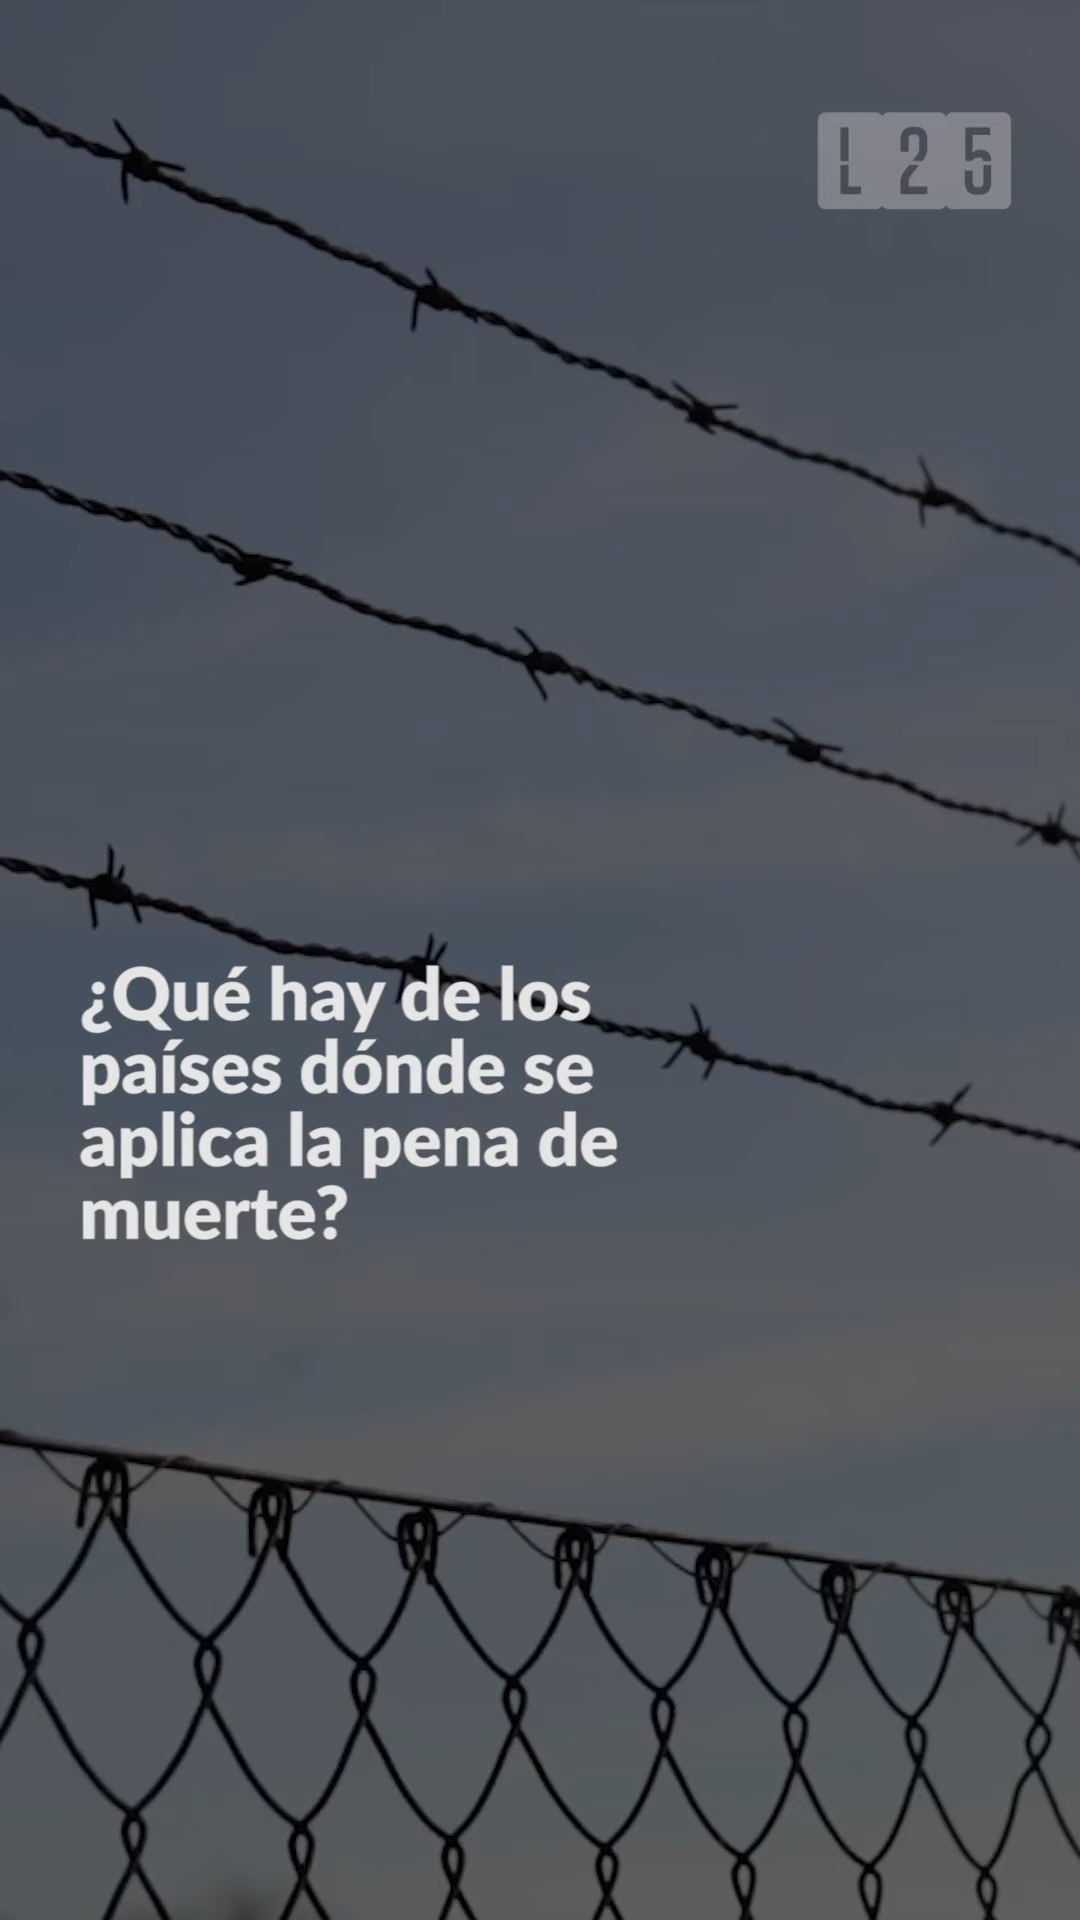 L25
¿Qué hay de los
países dónde se
aplica la pena de
muerte?